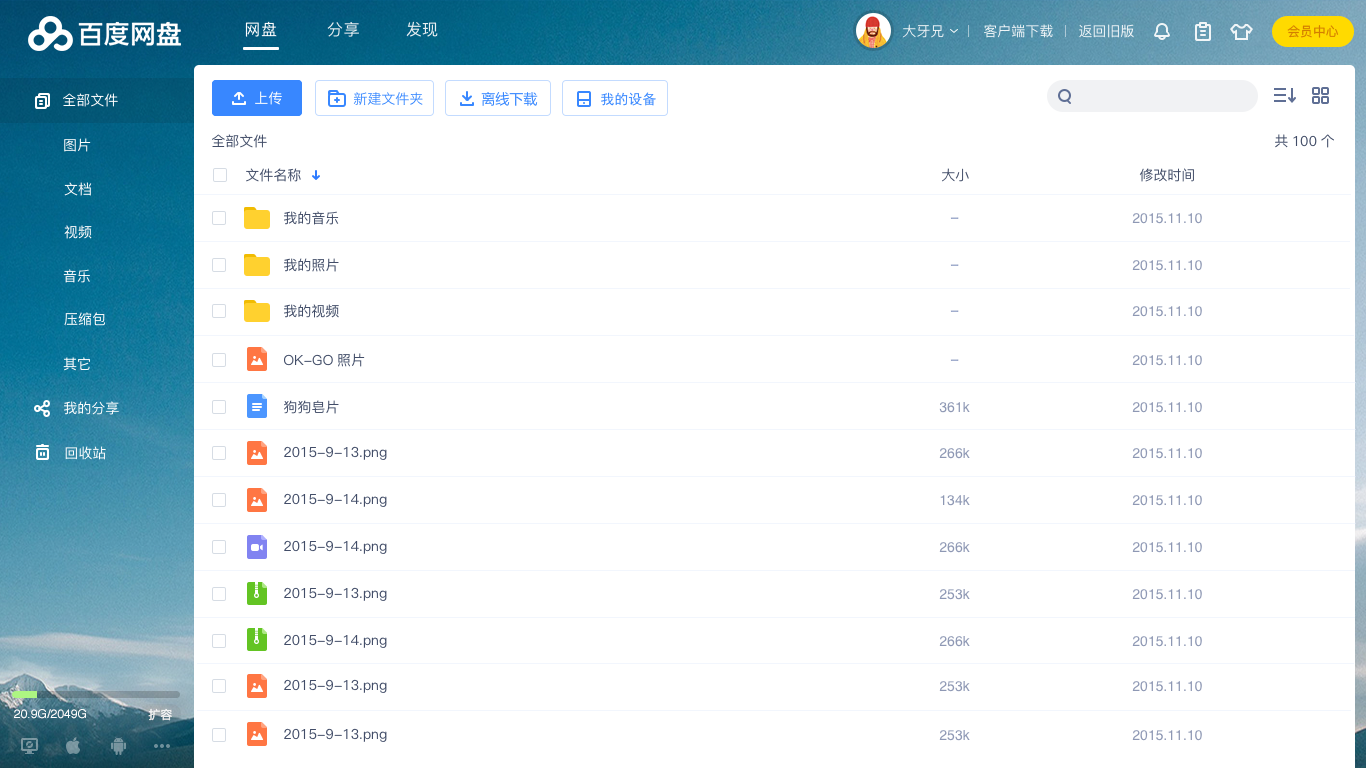 百度网盘
网盘 分享 发现
大牙兄 | 客户端下载 | 返回旧版
会员中心
全部文件
图片
文档
视频
音乐
压缩包
其它
我的分享
回收站
20.9G/2049G 扩容
上传 新建文件夹 离线下载 我的设备
全部文件 共 100 个
文件名称 大小 修改时间
我的音乐 – 2015.11.10
我的照片 – 2015.11.10
我的视频 – 2015.11.10
OK-GO 照片 – 2015.11.10
狗狗皂片 361k 2015.11.10
2015-9-13.png 266k 2015.11.10
2015-9-14.png 134k 2015.11.10
2015-9-14.png 266k 2015.11.10
2015-9-13.png 253k 2015.11.10
2015-9-14.png 266k 2015.11.10
2015-9-13.png 253k 2015.11.10
2015-9-13.png 253k 2015.11.10